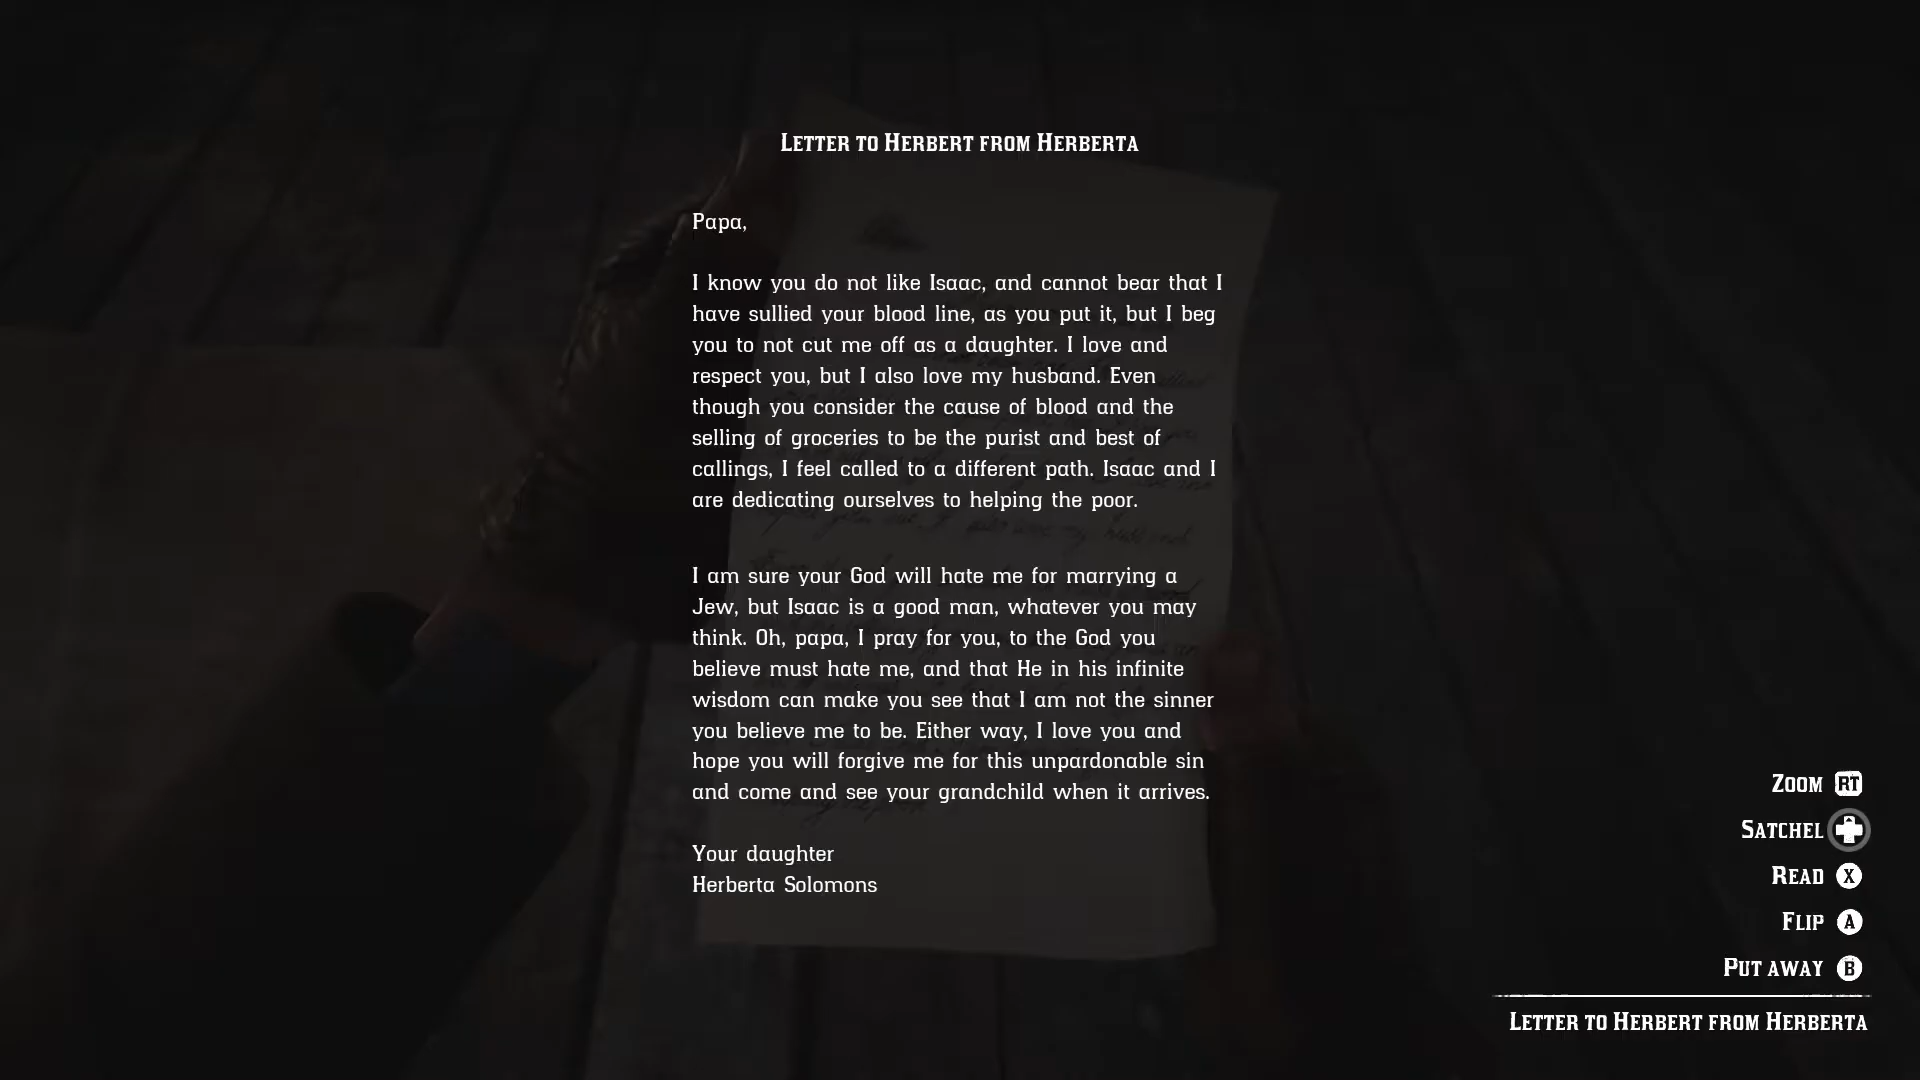 Letter to Herbert from Herberta
Papa,
I know you do not like Isaac, and cannot bear that I
have sullied your blood line, as you put it, but I beg
you to not cut me off as a daughter. I love and
respect you, but I also love my husband. Even
though you consider the cause of blood and the
selling of groceries to be the purist and best of
callings, I feel called to a different path. Isaac and I
are dedicating ourselves to helping the poor.
I am sure your God will hate me for marrying a
Jew, but Isaac is a good man, whatever you may
think. Oh, papa, I pray for you, to the God you
believe must hate me, and that He in his infinite
wisdom can make you see that I am not the sinner
you believe me to be. Either way, I love you and
hope you will forgive me for this unpardonable sin
and come and see your grandchild when it arrives.
Your daughter
Herberta Solomons
Zoom RT
Satchel
Read X
Flip A
Put away B
Letter to Herbert from Herberta